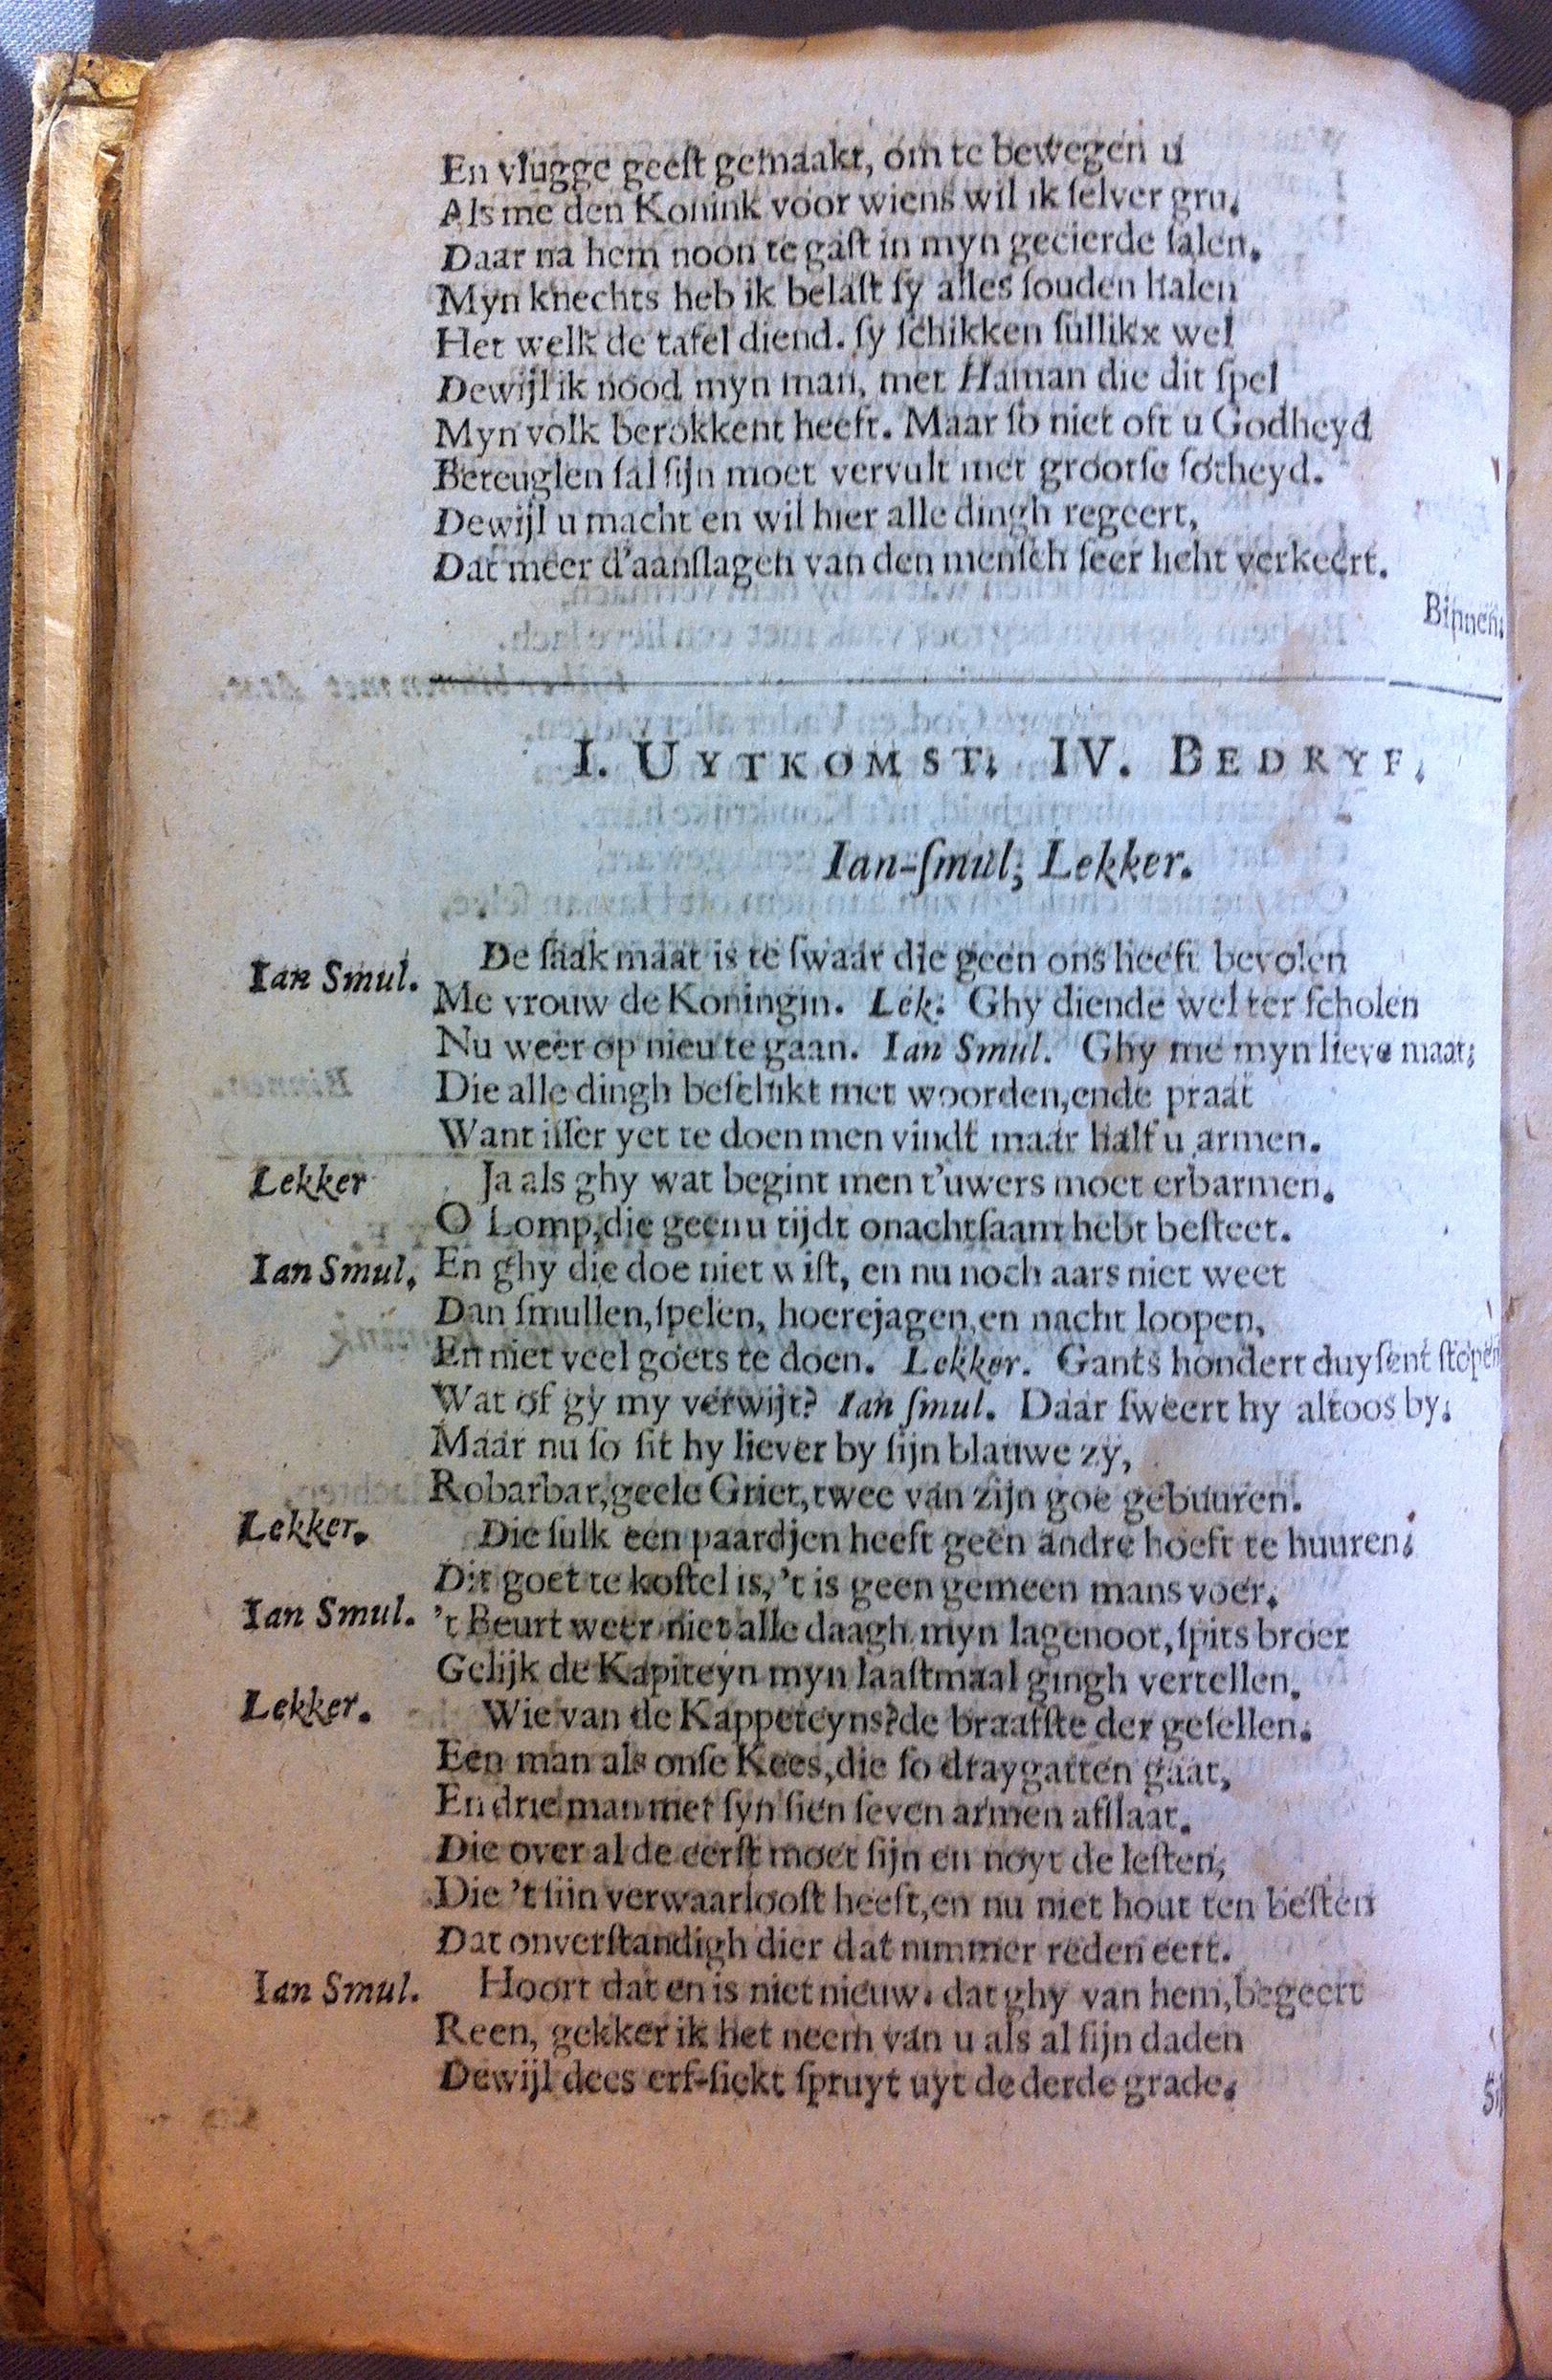 En vlugge geeſt gemaakt, om te bewegen u
Als me den Konink voor wiens wil ik ſelver gru,
Daar na hem noon te gaſt in myn gecierde ſalen.
Myn knechts heb ik belaſt ſy alles ſouden halen
Het welk de tafel diend. ſy ſchikken ſullikx wel
Dewijl ik nood myn man, met Haman die dit ſpel
Myn volk berokkent heeft. Maar ſo niet oft u Godheyd
Beteuglen ſal ſijn moet vervult met grootſe ſotheyd.
Dewijl u macht en wil hier alle dingh regeert,
Dat meer d'aanſlagen van den menſch ſeer licht verkeert.
Binnen.
I. UYTKOMST. IV. BEDRYF.
Ian-ſmul, Lekker.
Ian Smul. De ſaak maat is te ſwaar die geen ons heeft bevolen
Me vrouw de Koningin. Lek. Ghy diende wel ter ſcholen
Nu weer op nieu te gaan. Ian Smul. Ghy me myn lieve maat;
Die alle dingh beſchikt met woorden, ende praat
Want iſſer yet te doen men vindt maar half u armen.
Lekker Ja als ghy wat begint men t'uwers moet erbarmen.
O Lomp, die geen u tijdt onachtſaam hebt beſteet.
Ian Smul. En ghy die doe niet wiſt, en nu noch aars niet weet
Dan ſmullen, ſpelen, hoerejagen, en nacht loopen,
En niet veel goets te doen. Lekker. Gants hondert duyſent ſtopen
Wat of gy my verwijt? Ian ſmul. Daar ſweert hy altoos by.
Maar nu ſo ſit hy liever by ſijn blauwe zy,
Robarbar, geele Griet, twee van zijn goe gebuuren.
Lekker. Die ſulk een paardjen heeft geen andre hoeft te huuren;
Dit goet te koſtel is, 't is geen gemeen mans voer.
Ian Smul. 't Beurt weer niet alle daagh myn lagenoot, ſpits broer
Gelijk de Kapiteyn myn laaſtmaal gingh vertellen.
Lekker. Wie van de Kappeteyns? de braafſte der geſellen.
Een man als onſe Kees, die ſo draygatten gaat,
En drie man met ſyn ſien ſeven armen afſlaat.
Die over al de eerſt moet ſijn en noyt de leſten,
Die 't ſiin verwaarlooſt heeft, en nu niet hout ten beſten
Dat onverſtandigh dier dat nimmer reden eert.
Ian Smul. Hoort dat en is niet nieuw. dat ghy van hem, begeert
Reen, gekker ik het neem van u als al ſijn daden
Dewijl dees erf-ſiekt ſpruyt uyt de derde grade.